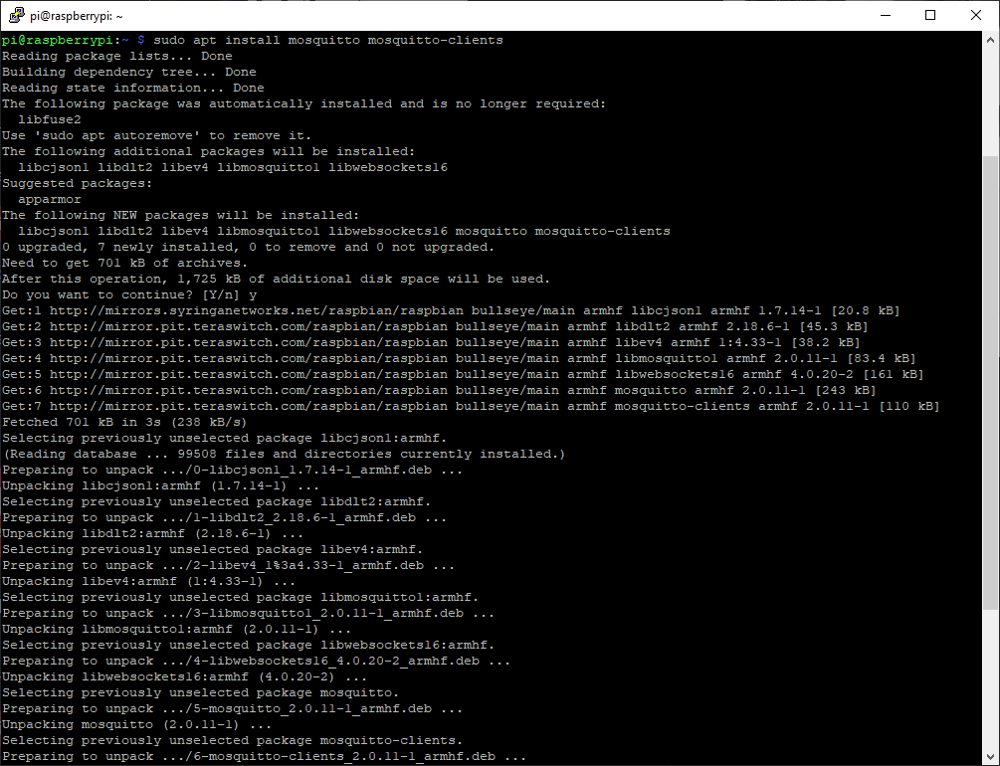 pi@raspberrypi: ~
pi@raspberrypi:~ $ sudo apt install mosquitto mosquitto-clients
Reading package lists... Done
Building dependency tree... Done
Reading state information... Done
The following package was automatically installed and is no longer required:
  libfuse2
Use 'sudo apt autoremove' to remove it.
The following additional packages will be installed:
  libcjson1 libdlt2 libev4 libmosquitto1 libwebsockets16
Suggested packages:
  apparmor
The following NEW packages will be installed:
  libcjson1 libdlt2 libev4 libmosquitto1 libwebsockets16 mosquitto mosquitto-clients
0 upgraded, 7 newly installed, 0 to remove and 0 not upgraded.
Need to get 701 kB of archives.
After this operation, 1,725 kB of additional disk space will be used.
Do you want to continue? [Y/n] y
Get:1 http://mirrors.syringanetworks.net/raspbian/raspbian bullseye/main armhf libcjson1 armhf 1.7.14-1 [20.8 kB]
Get:2 http://mirror.pit.teraswitch.com/raspbian/raspbian bullseye/main armhf libdlt2 armhf 2.18.6-1 [45.3 kB]
Get:3 http://mirror.pit.teraswitch.com/raspbian/raspbian bullseye/main armhf libev4 armhf 1:4.33-1 [38.2 kB]
Get:4 http://mirror.pit.teraswitch.com/raspbian/raspbian bullseye/main armhf libmosquitto1 armhf 2.0.11-1 [83.4 kB]
Get:5 http://mirror.pit.teraswitch.com/raspbian/raspbian bullseye/main armhf libwebsockets16 armhf 4.0.20-2 [161 kB]
Get:6 http://mirror.pit.teraswitch.com/raspbian/raspbian bullseye/main armhf mosquitto armhf 2.0.11-1 [243 kB]
Get:7 http://mirror.pit.teraswitch.com/raspbian/raspbian bullseye/main armhf mosquitto-clients armhf 2.0.11-1 [110 kB]
Fetched 701 kB in 3s (238 kB/s)
Selecting previously unselected package libcjson1:armhf.
(Reading database ... 99508 files and directories currently installed.)
Preparing to unpack .../0-libcjson1_1.7.14-1_armhf.deb ...
Unpacking libcjson1:armhf (1.7.14-1) ...
Selecting previously unselected package libdlt2:armhf.
Preparing to unpack .../1-libdlt2_2.18.6-1_armhf.deb ...
Unpacking libdlt2:armhf (2.18.6-1) ...
Selecting previously unselected package libev4:armhf.
Preparing to unpack .../2-libev4_1%3a4.33-1_armhf.deb ...
Unpacking libev4:armhf (1:4.33-1) ...
Selecting previously unselected package libmosquitto1:armhf.
Preparing to unpack .../3-libmosquitto1_2.0.11-1_armhf.deb ...
Unpacking libmosquitto1:armhf (2.0.11-1) ...
Selecting previously unselected package libwebsockets16:armhf.
Preparing to unpack .../4-libwebsockets16_4.0.20-2_armhf.deb ...
Unpacking libwebsockets16:armhf (4.0.20-2) ...
Selecting previously unselected package mosquitto.
Preparing to unpack .../5-mosquitto_2.0.11-1_armhf.deb ...
Unpacking mosquitto (2.0.11-1) ...
Selecting previously unselected package mosquitto-clients.
Preparing to unpack .../6-mosquitto-clients_2.0.11-1_armhf.deb ...